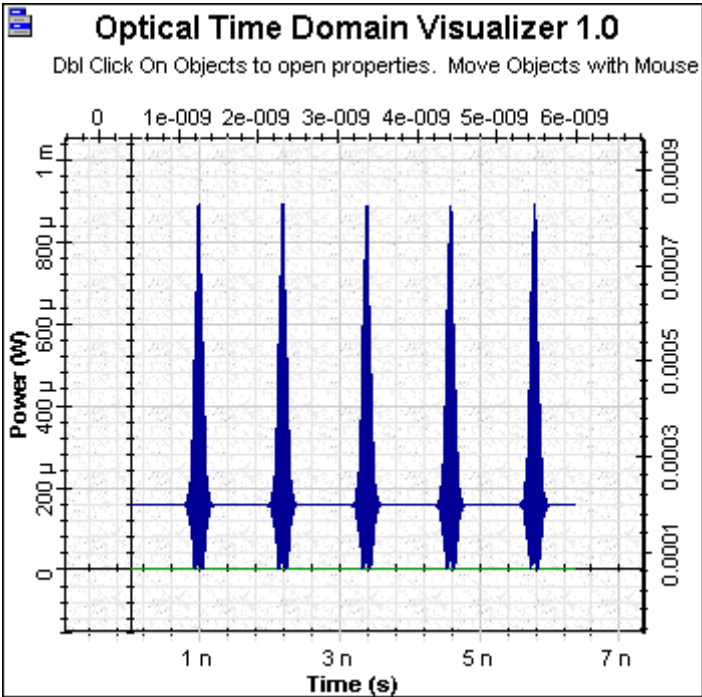 Optical Time Domain Visualizer 1.0
Dbl Click On Objects to open properties.  Move Objects with Mouse
0 1e-009 2e-009 3e-009 4e-009 5e-009 6e-009
1 m
800 µ
600 µ
400 µ
200 µ
0
Power (W)
0.0009
0.0007
0.0005
0.0003
0.0001
1 n 3 n 5 n 7 n
Time (s)